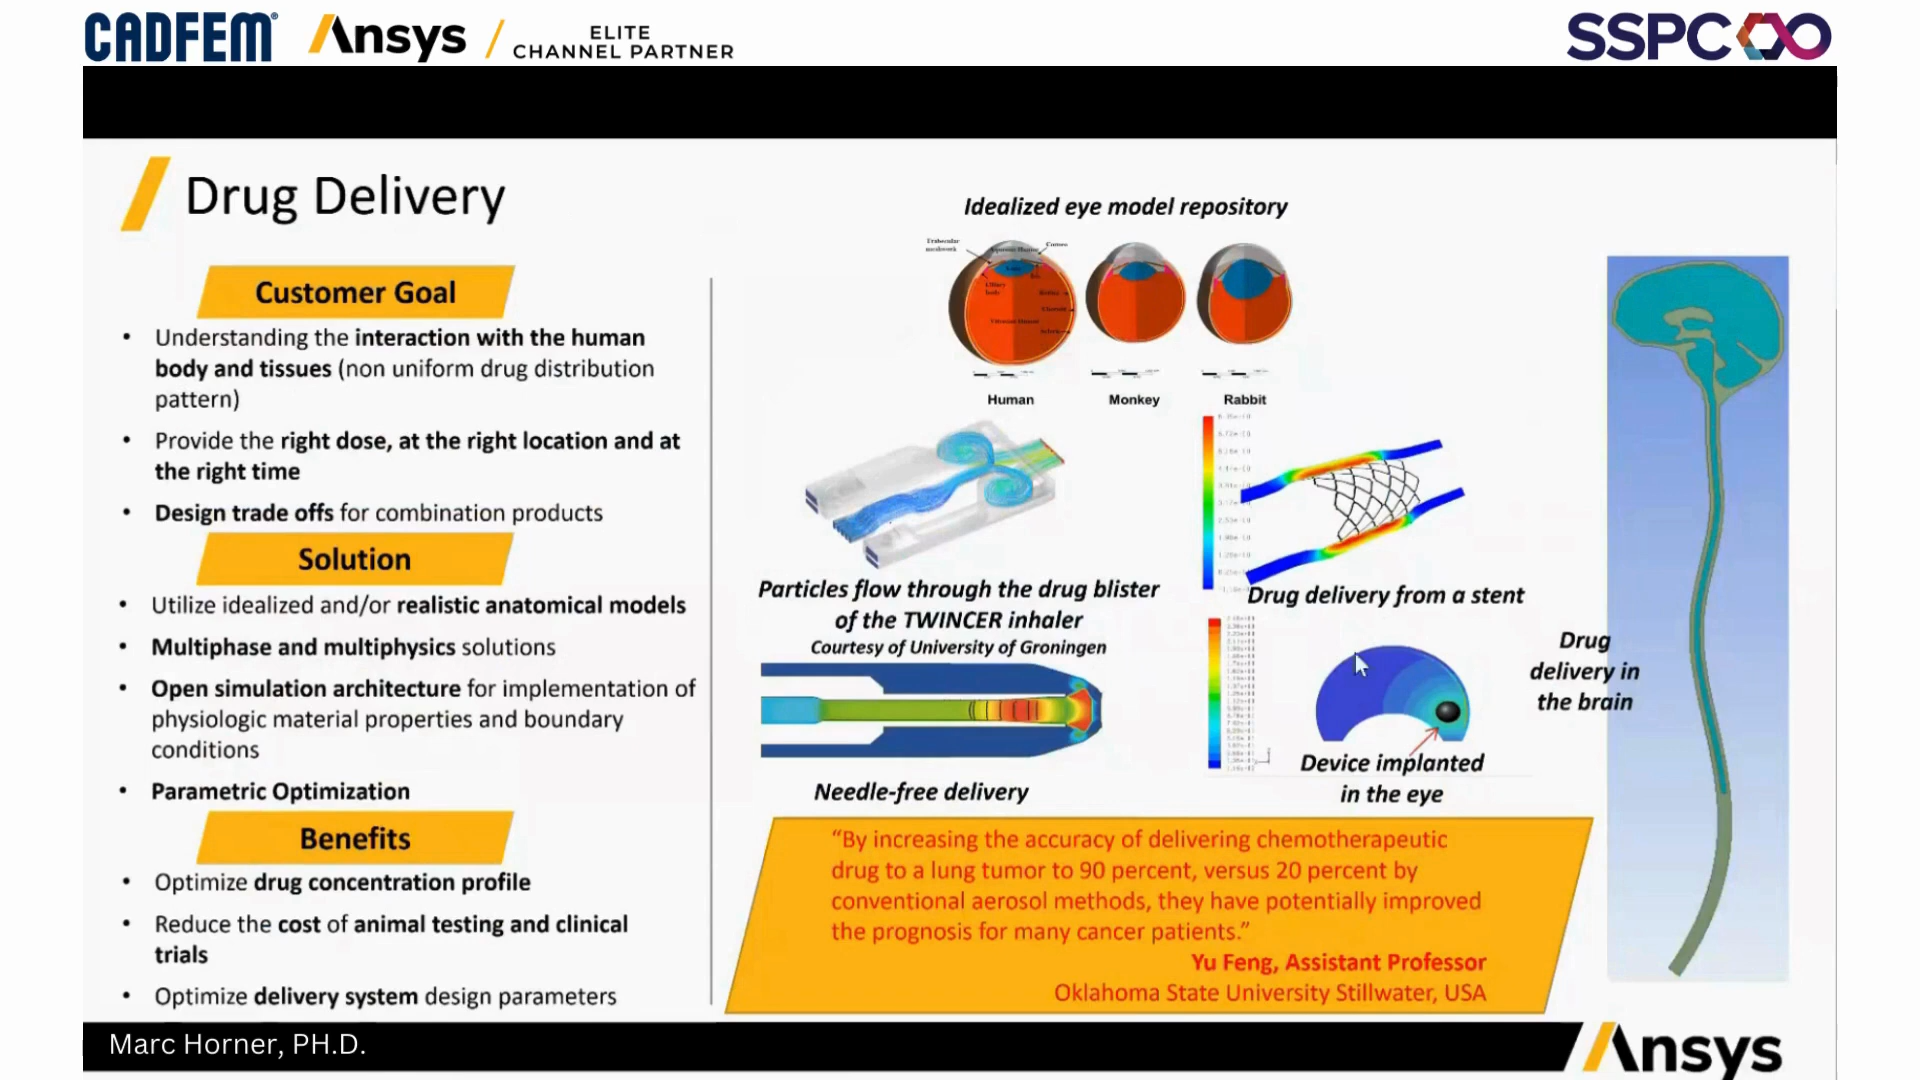 CADFEM
Ansys
ELITE
CHANNEL PARTNER
SSPC
Drug Delivery
Customer Goal
• Understanding the interaction with the human
body and tissues (non uniform drug distribution
pattern)
• Provide the right dose, at the right location and at
the right time
• Design trade offs for combination products
Solution
• Utilize idealized and/or realistic anatomical models
• Multiphase and multiphysics solutions
• Open simulation architecture for implementation of
physiologic material properties and boundary
conditions
• Parametric Optimization
Benefits
• Optimize drug concentration profile
• Reduce the cost of animal testing and clinical
trials
• Optimize delivery system design parameters
Idealized eye model repository
Trabecular
meshwork
Cornea
Human
Monkey
Rabbit
Particles flow through the drug blister
of the TWINCER inhaler
Courtesy of University of Groningen
Drug delivery from a stent
Needle-free delivery
Device implanted
in the eye
Drug
delivery in
the brain
“By increasing the accuracy of delivering chemotherapeutic
drug to a lung tumor to 90 percent, versus 20 percent by
conventional aerosol methods, they have potentially improved
the prognosis for many cancer patients.”
Yu Feng, Assistant Professor
Oklahoma State University Stillwater, USA
Marc Horner, PH.D.
Ansys